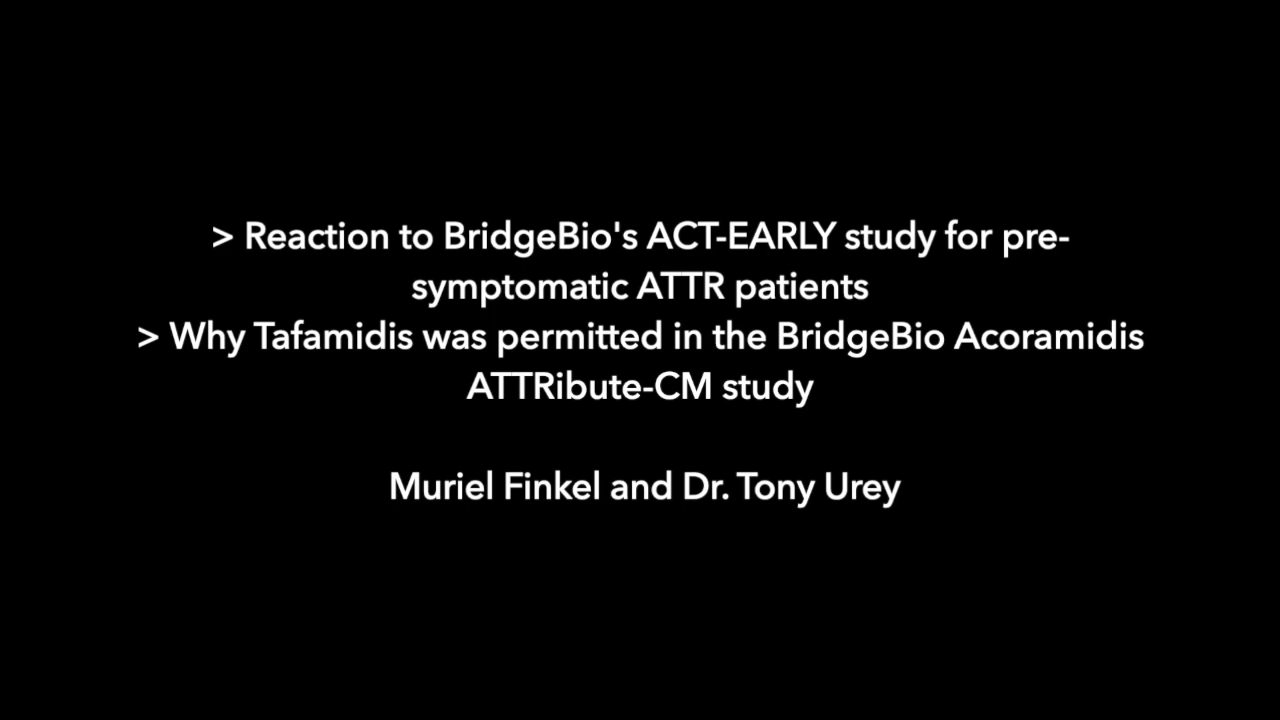 > Reaction to BridgeBio's ACT-EARLY study for pre-
symptomatic ATTR patients
> Why Tafamidis was permitted in the BridgeBio Acoramidis
ATTRibute-CM study
Muriel Finkel and Dr. Tony Urey